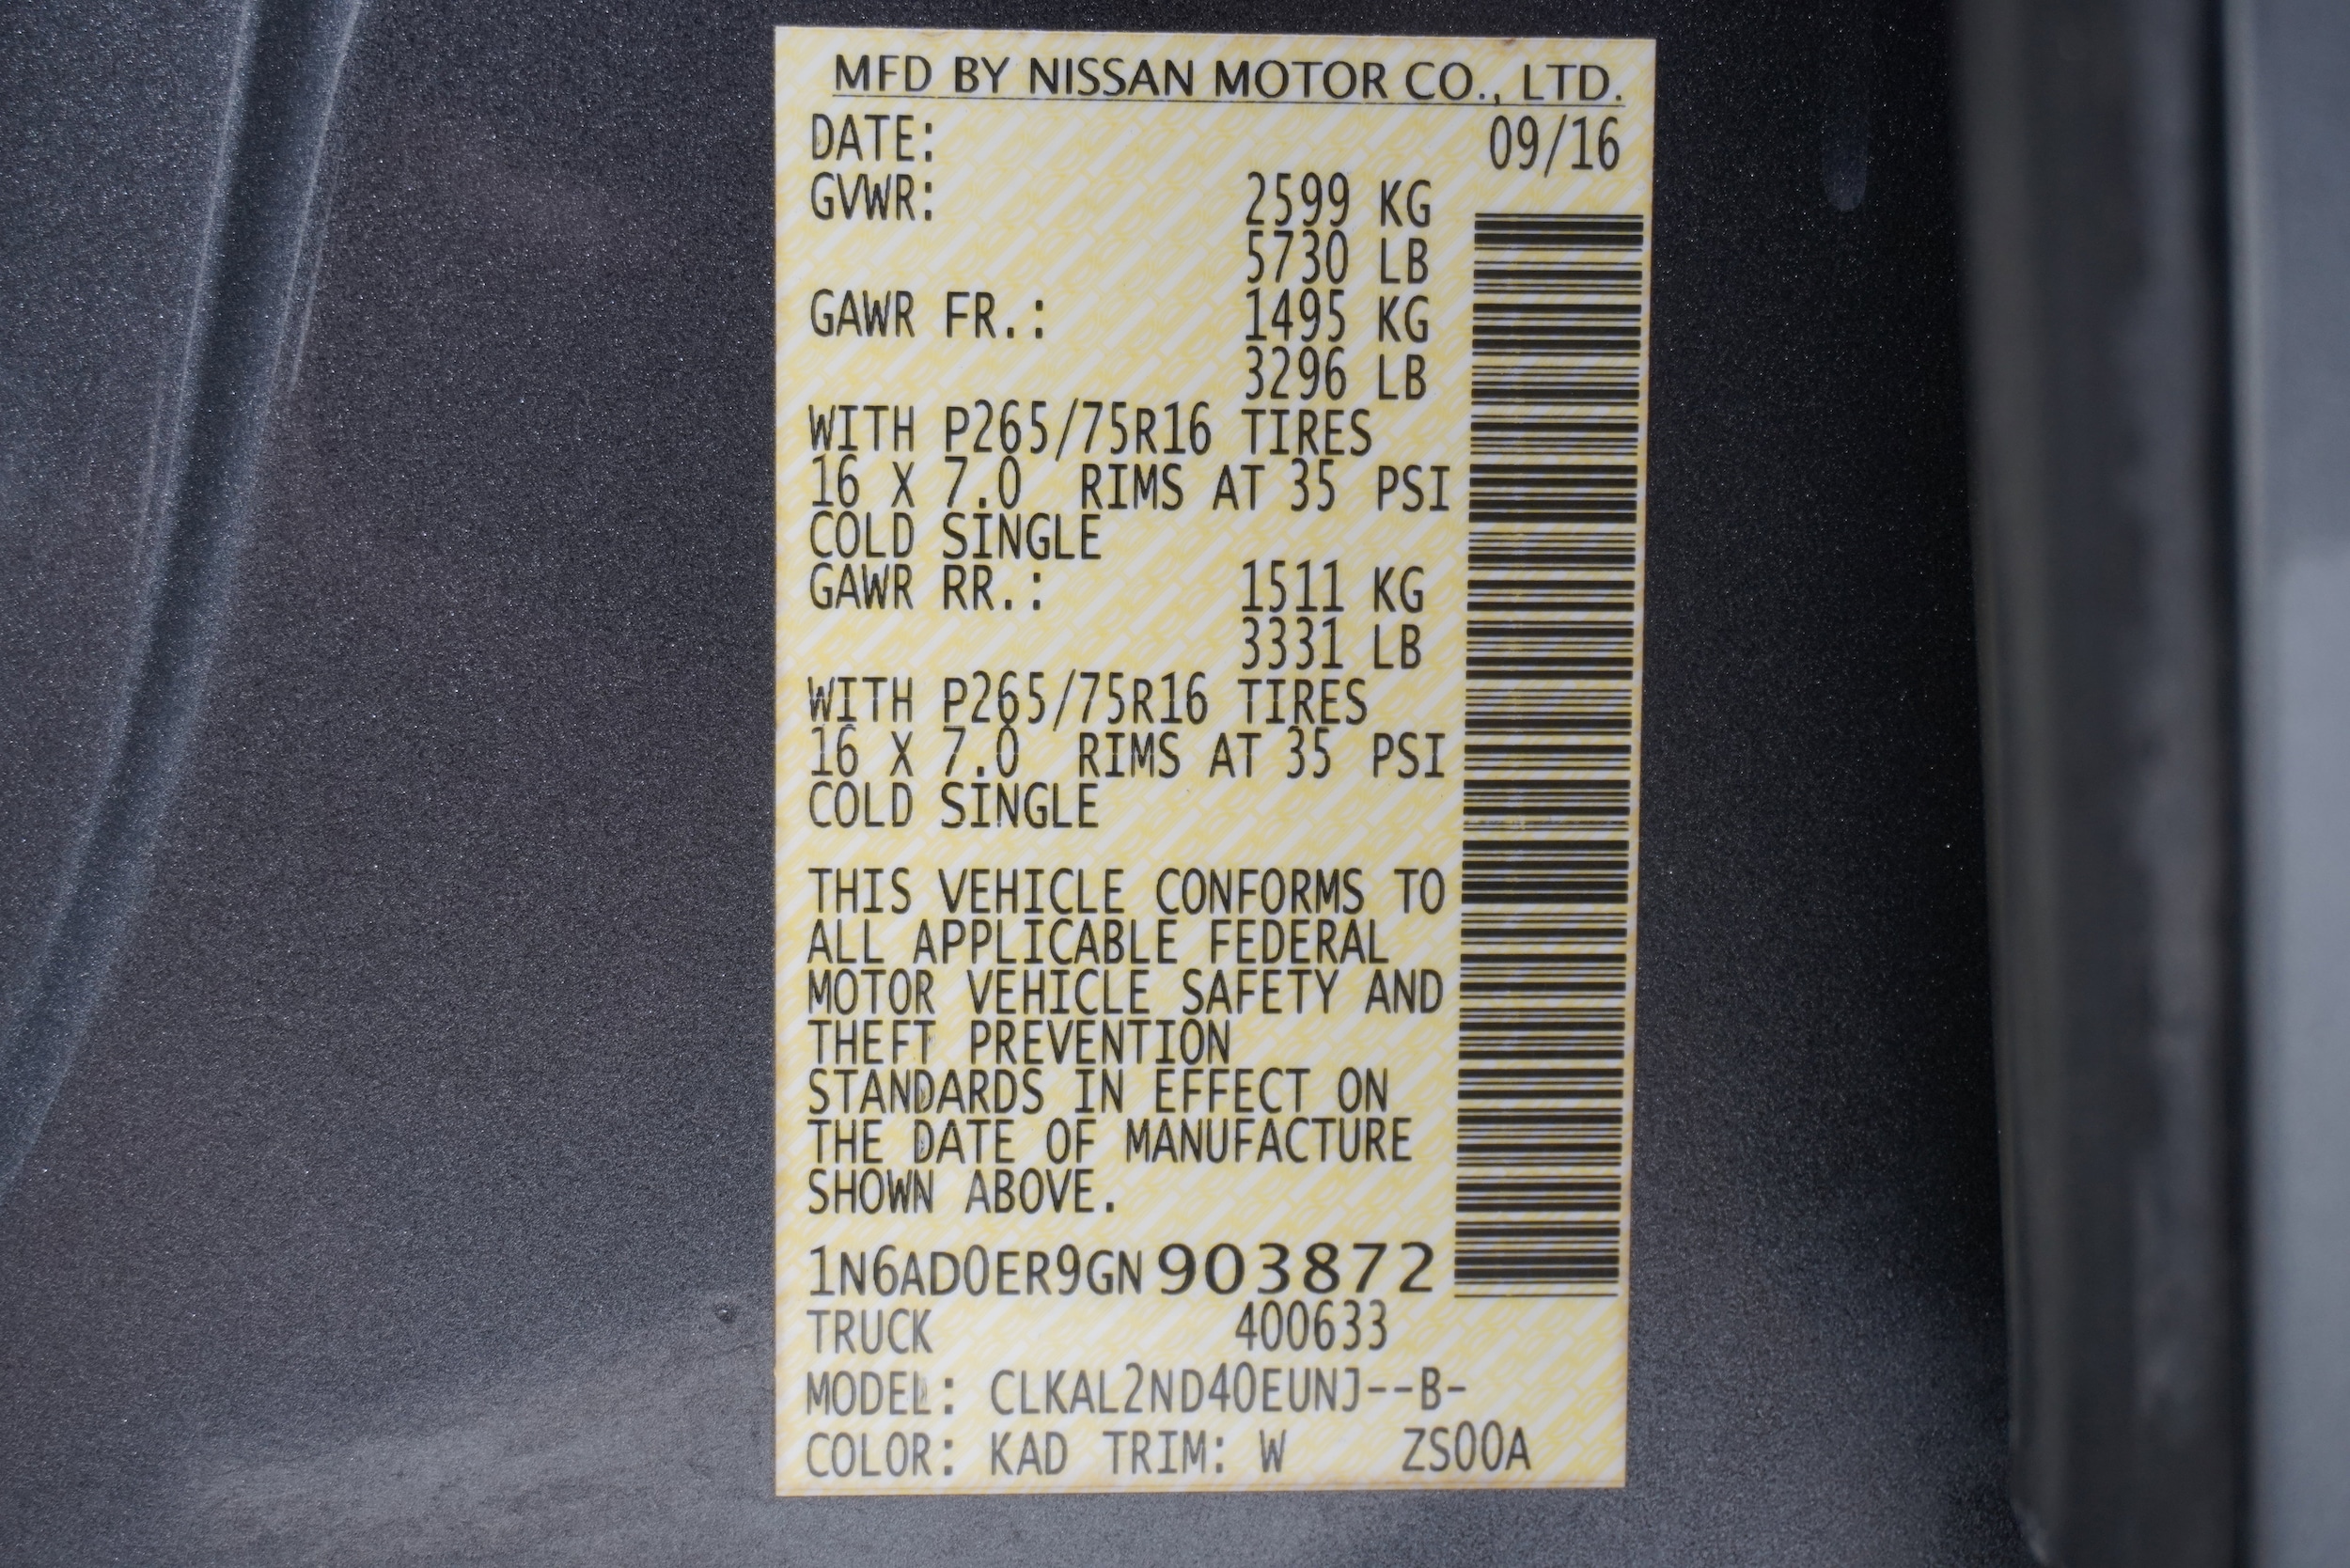 MFD BY NISSAN MOTOR CO., LTD.
DATE: 09/16
GVWR: 2599 KG
5730 LB
GAWR FR.: 1495 KG
3296 LB
WITH P265/75R16 TIRES
16 X 7.0 RIMS AT 35 PSI
COLD SINGLE
GAWR RR.: 1511 KG
3331 LB
WITH P265/75R16 TIRES
16 X 7.0 RIMS AT 35 PSI
COLD SINGLE
THIS VEHICLE CONFORMS TO
ALL APPLICABLE FEDERAL
MOTOR VEHICLE SAFETY AND
THEFT PREVENTION
STANDARDS IN EFFECT ON
THE DATE OF MANUFACTURE
SHOWN ABOVE.
1N6AD0ER9GN903872
TRUCK 400633
MODEL: CLKAL2ND40EUNJ--B-
COLOR: KAD TRIM: W ZS00A